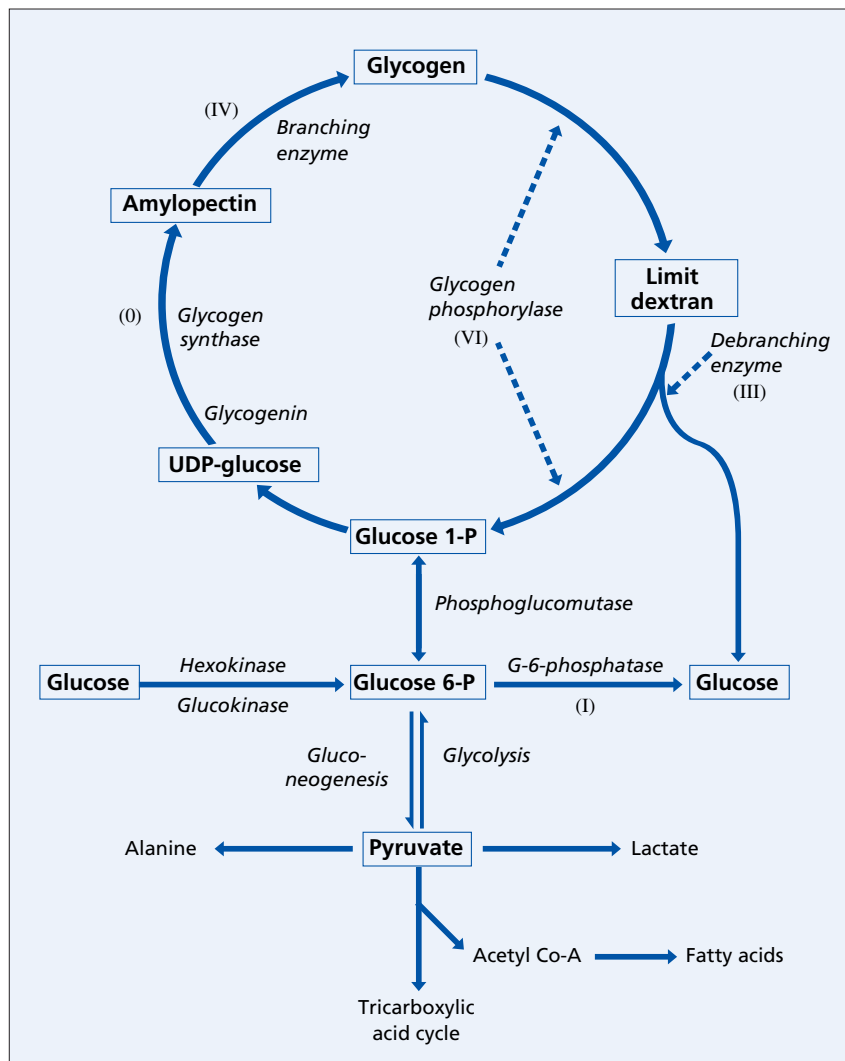 Glycogen
(IV)
Branching
enzyme
Amylopectin
Limit
dextran
Glycogen
phosphorylase
(VI)
(0)
Glycogen
synthase
Debranching
enzyme
(III)
Glycogenin
UDP-glucose
Glucose 1-P
Phosphoglucomutase
Glucose
Hexokinase
Glucokinase
Glucose 6-P
G-6-phosphatase
(I)
Glucose
Gluco-
neogenesis
Glycolysis
Alanine
Pyruvate
Lactate
Acetyl Co-A
Fatty acids
Tricarboxylic
acid cycle